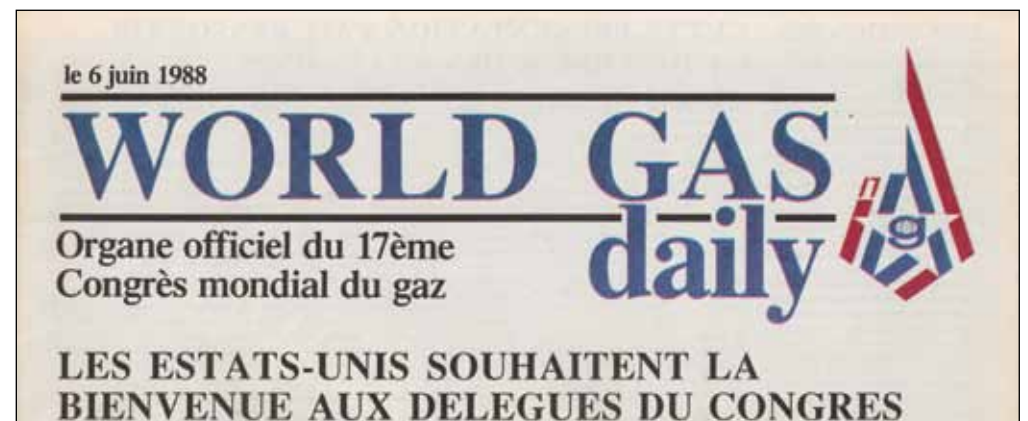 le 6 juin 1988
WORLD GAS
daily
Organe officiel du 17ème
Congrès mondial du gaz
n
g
LES ESTATS-UNIS SOUHAITENT LA
BIENVENUE AUX DELEGUES DU CONGRES